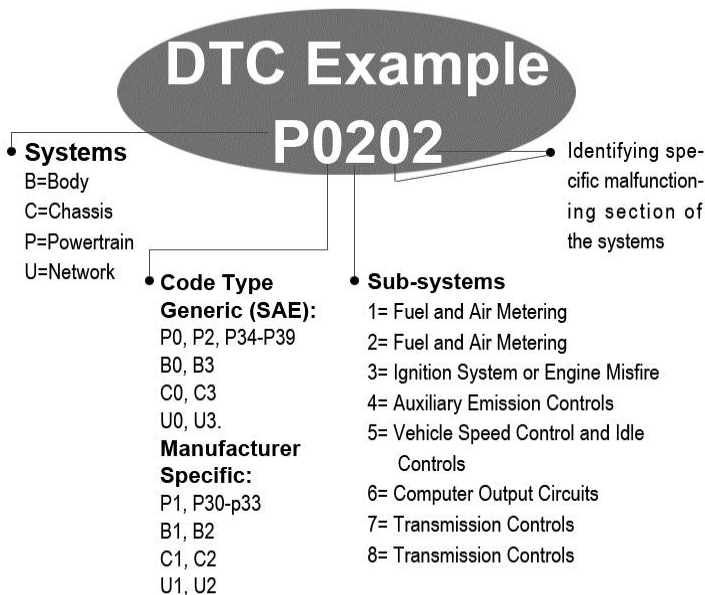 DTC Example
P0202
Systems
B=Body
C=Chassis
P=Powertrain
U=Network
Code Type
Generic (SAE):
P0, P2, P34-P39
B0, B3
C0, C3
U0, U3.
Manufacturer
Specific:
P1, P30-p33
B1, B2
C1, C2
U1, U2
Sub-systems
1= Fuel and Air Metering
2= Fuel and Air Metering
3= Ignition System or Engine Misfire
4= Auxiliary Emission Controls
5= Vehicle Speed Control and Idle
Controls
6= Computer Output Circuits
7= Transmission Controls
8= Transmission Controls
Identifying spe-
cific malfunction-
ing section of
the systems